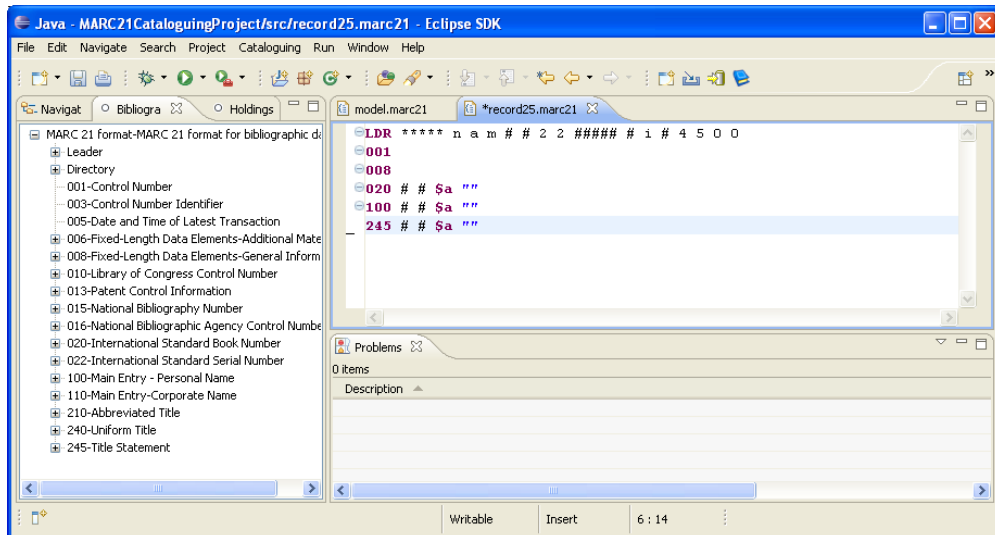 Java - MARC21CataloguingProject/src/record25.marc21 - Eclipse SDK
File Edit Navigate Search Project Cataloguing Run Window Help
Navigat Bibliogra Holdings
MARC 21 format-MARC 21 format for bibliographic da
Leader
Directory
001-Control Number
003-Control Number Identifier
005-Date and Time of Latest Transaction
006-Fixed-Length Data Elements-Additional Mate
008-Fixed-Length Data Elements-General Inform
010-Library of Congress Control Number
013-Patent Control Information
015-National Bibliography Number
016-National Bibliographic Agency Control Numbe
020-International Standard Book Number
022-International Standard Serial Number
100-Main Entry - Personal Name
110-Main Entry-Corporate Name
210-Abbreviated Title
240-Uniform Title
245-Title Statement
model.marc21 *record25.marc21
LDR ***** n a m # # 2 2 ##### # i # 4 5 0 0
001
008
020 # # $a ""
100 # # $a ""
245 # # $a ""
Problems
0 items
Description
Writable Insert 6 : 14